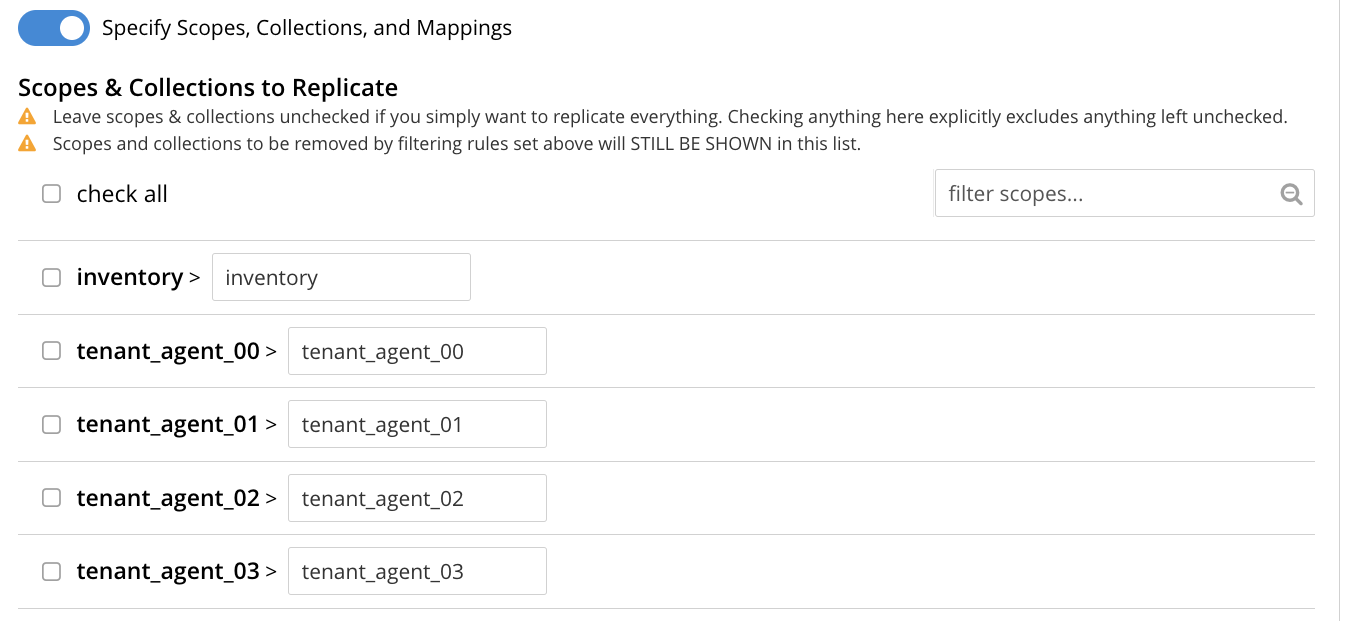 Specify Scopes, Collections, and Mappings
Scopes & Collections to Replicate
Leave scopes & collections unchecked if you simply want to replicate everything. Checking anything here explicitly excludes anything left unchecked.
Scopes and collections to be removed by filtering rules set above will STILL BE SHOWN in this list.
check all filter scopes...
inventory > inventory
tenant_agent_00 > tenant_agent_00
tenant_agent_01 > tenant_agent_01
tenant_agent_02 > tenant_agent_02
tenant_agent_03 > tenant_agent_03